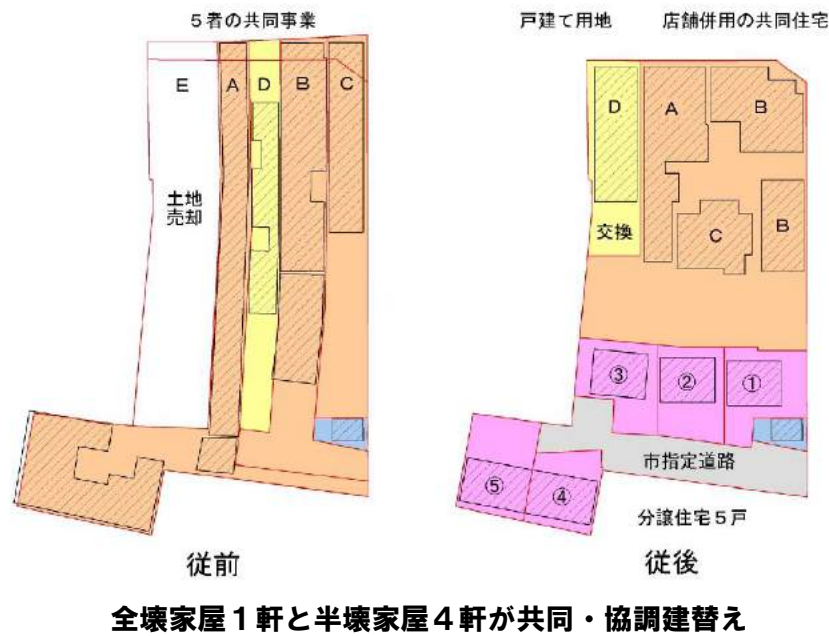 5者の共同事業
E
A
D
B
C
土地
売却
従前
戸建て用地
店舗併用の共同住宅
D
A
B
交換
C
B
③
②
①
市指定道路
⑤
④
分譲住宅5戸
従後
全壊家屋1軒と半壊家屋4軒が共同・協調建替え